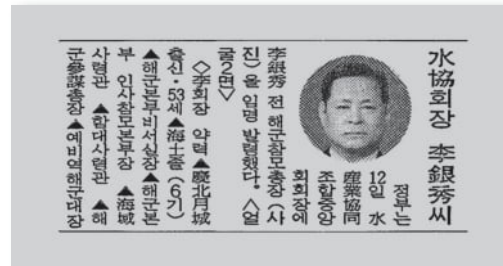 水協회장 李銀秀씨
정부는
12일 水
産業協同
조합중앙
회회장에
李銀秀 전 해군참모총장(사
진)을 임명 발령했다. <얼
굴2면>
◇李회장 약력▲慶北月城
출신·53세▲海士졸(6기)
▲해군본부비서실장▲해군본
부 인사참모본부장 ▲海域
사령관 ▲함대사령관 ▲해
군參謀총장▲예비역해군대장